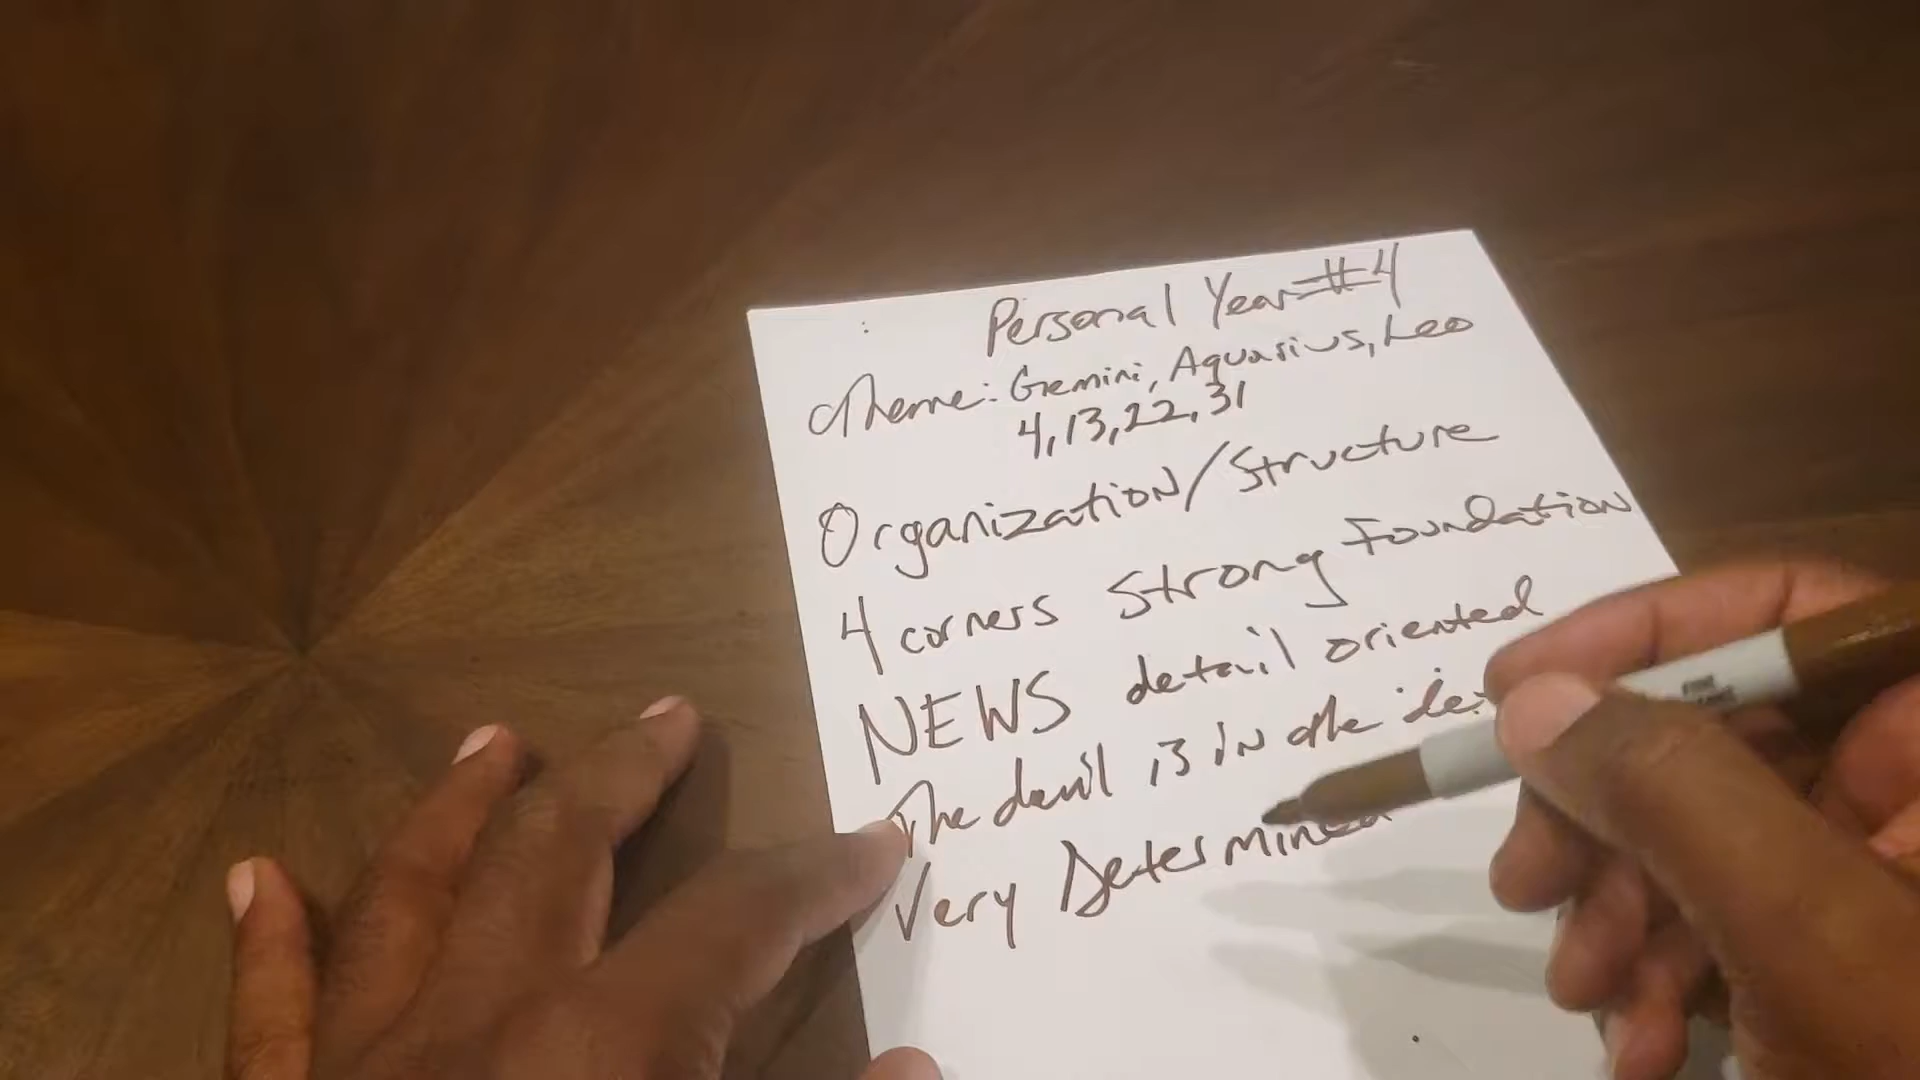 Personal Year #4
Theme: Gemini, Aquarius, Leo
4, 13, 22, 31
Organization/Structure
4 corners Strong Foundation
NEWS detail oriented
The devil is in the
Very Determined